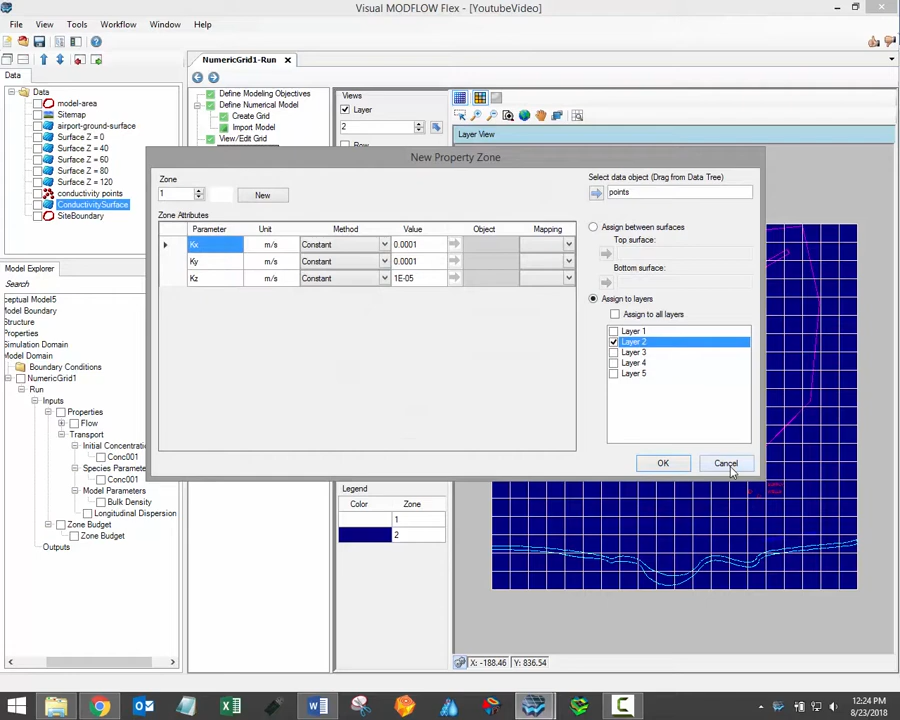 Visual MODFLOW Flex - [YoutubeVideo]
File View Tools Workflow Window Help
NumericGrid1-Run
Data
Data
model-area
Sitemap
airport-ground-surface
Surface Z = 0
Surface Z = 40
Surface Z = 60
Surface Z = 80
Surface Z = 120
conductivity points
ConductivitySurface
SiteBoundary
Define Modeling Objectives
Define Numerical Model
Create Grid
Import Model
View/Edit Grid
Views
Layer
2
Row
Layer View
New Property Zone
Zone
1
New
Zone Attributes
Parameter Unit Method Value Object Mapping
Kx m/s Constant 0.0001
Ky m/s Constant 0.0001
Kz m/s Constant 1E-05
Select data object (Drag from Data Tree)
points
Assign between surfaces
Top surface:
Bottom surface:
Assign to layers
Assign to all layers
Layer 1
Layer 2
Layer 3
Layer 4
Layer 5
OK Cancel
Model Explorer
Search
ceptual Model5
Model Boundary
Structure
Properties
Simulation Domain
Model Domain
Boundary Conditions
NumericGrid1
Run
Inputs
Properties
Flow
Transport
Initial Concentratio
Conc001
Species Parameter
Conc001
Model Parameters
Bulk Density
Longitudinal Dispersion
Zone Budget
Zone Budget
Outputs
Legend
Color Zone
1
2
X: -188.46 Y: 836.54
12:24 PM
8/23/2018